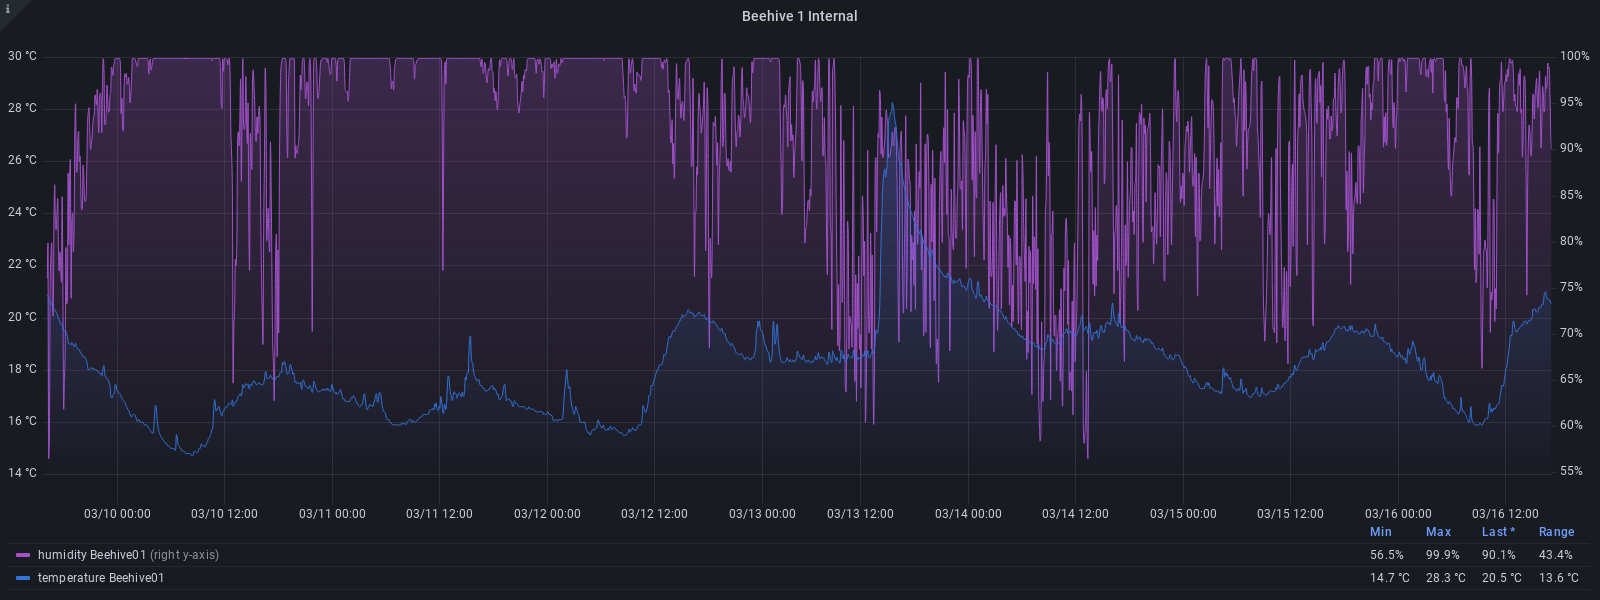 i
Beehive 1 Internal
30 °C 100%
28 °C 95%
26 °C 90%
24 °C 85%
22 °C 80%
20 °C 75%
18 °C 70%
16 °C 65%
14 °C 60%
55%
03/10 00:00 03/10 12:00 03/11 00:00 03/11 12:00 03/12 00:00 03/12 12:00 03/13 00:00 03/13 12:00 03/14 00:00 03/14 12:00 03/15 00:00 03/15 12:00 03/16 00:00 03/16 12:00
Min Max Last * Range
humidity Beehive01 (right y-axis) 56.5% 99.9% 90.1% 43.4%
temperature Beehive01 14.7 °C 28.3 °C 20.5 °C 13.6 °C